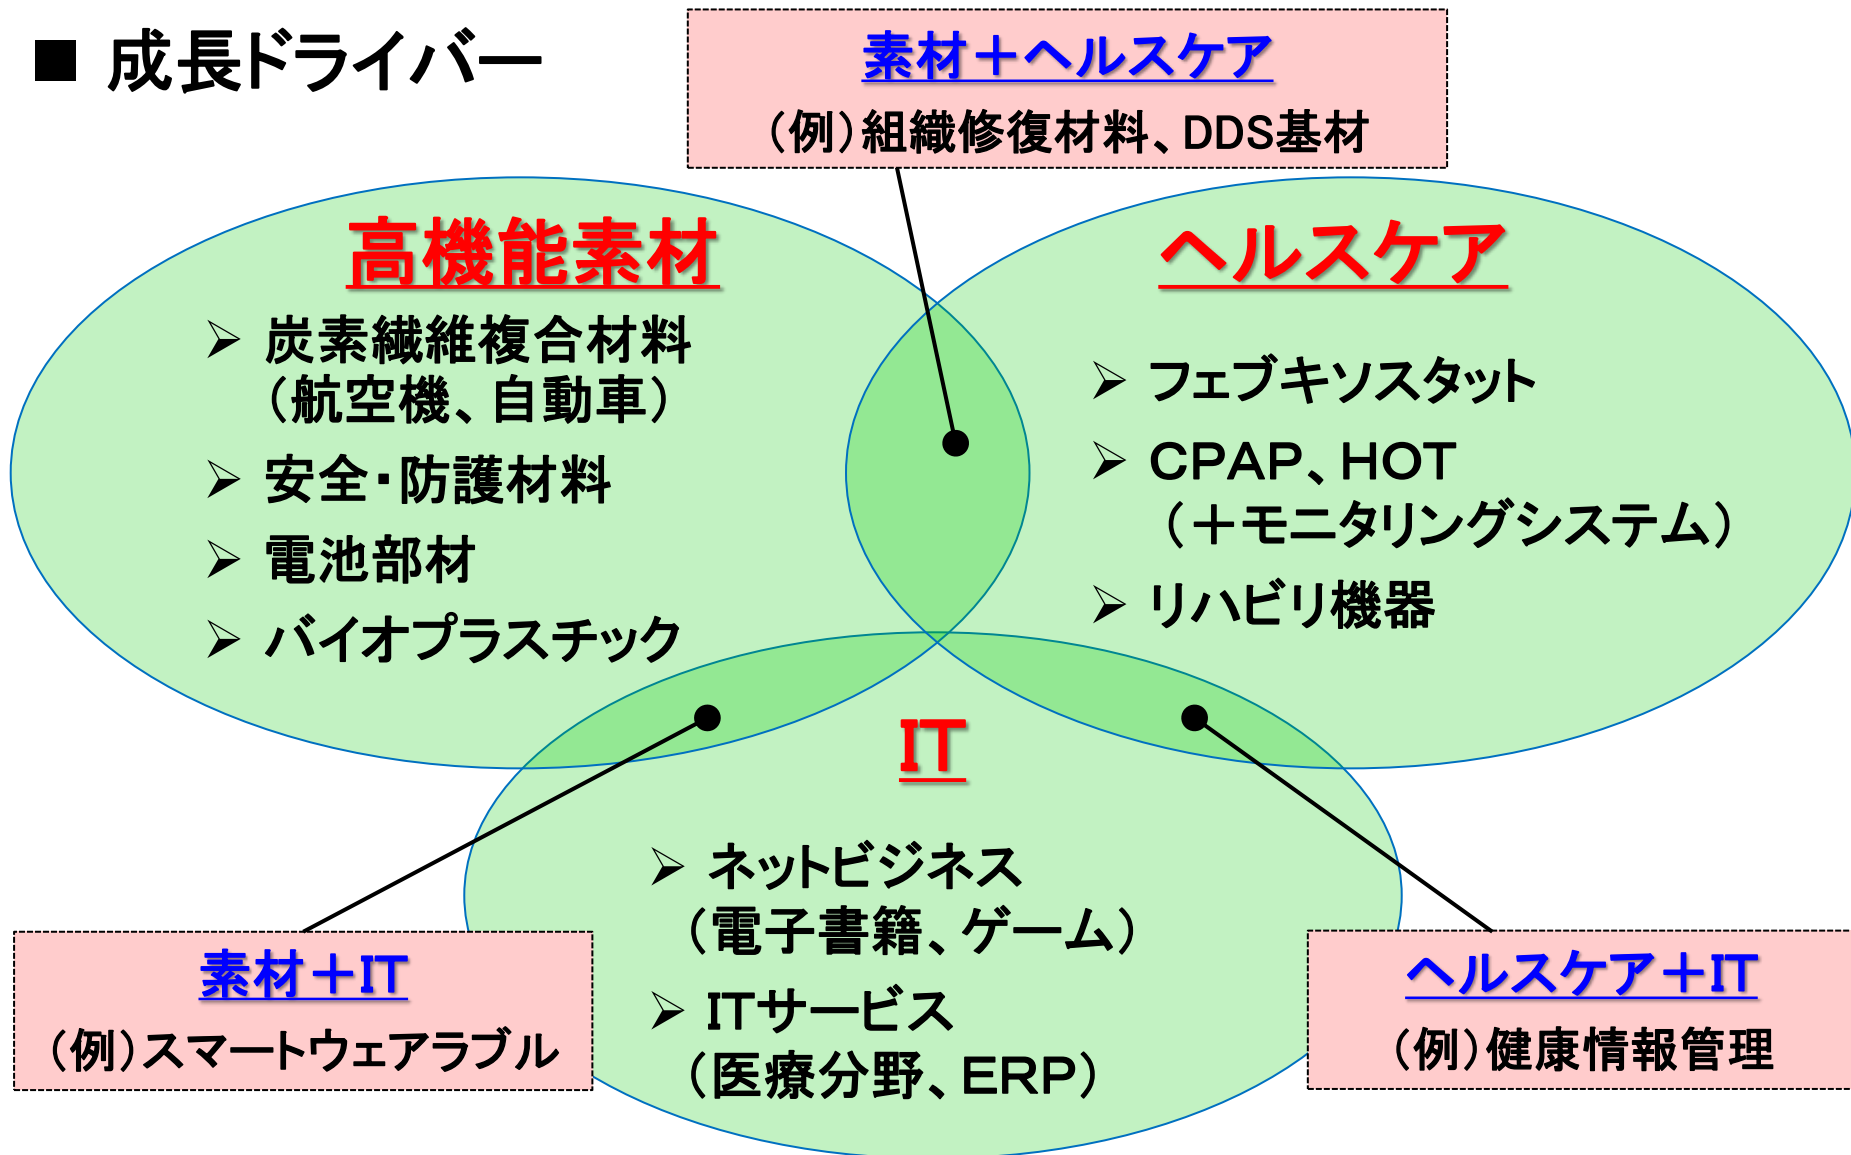 ■ 成長ドライバー
素材＋ヘルスケア
（例）組織修復材料、DDS基材
高機能素材
➢ 炭素繊維複合材料
（航空機、自動車）
➢ 安全・防護材料
➢ 電池部材
➢ バイオプラスチック
ヘルスケア
➢ フェブキソスタット
➢ ＣＰＡＰ、ＨＯＴ
（＋モニタリングシステム）
➢ リハビリ機器
IT
➢ ネットビジネス
（電子書籍、ゲーム）
➢ ITサービス
（医療分野、ＥＲＰ）
素材＋IT
（例）スマートウェアラブル
ヘルスケア＋IT
（例）健康情報管理